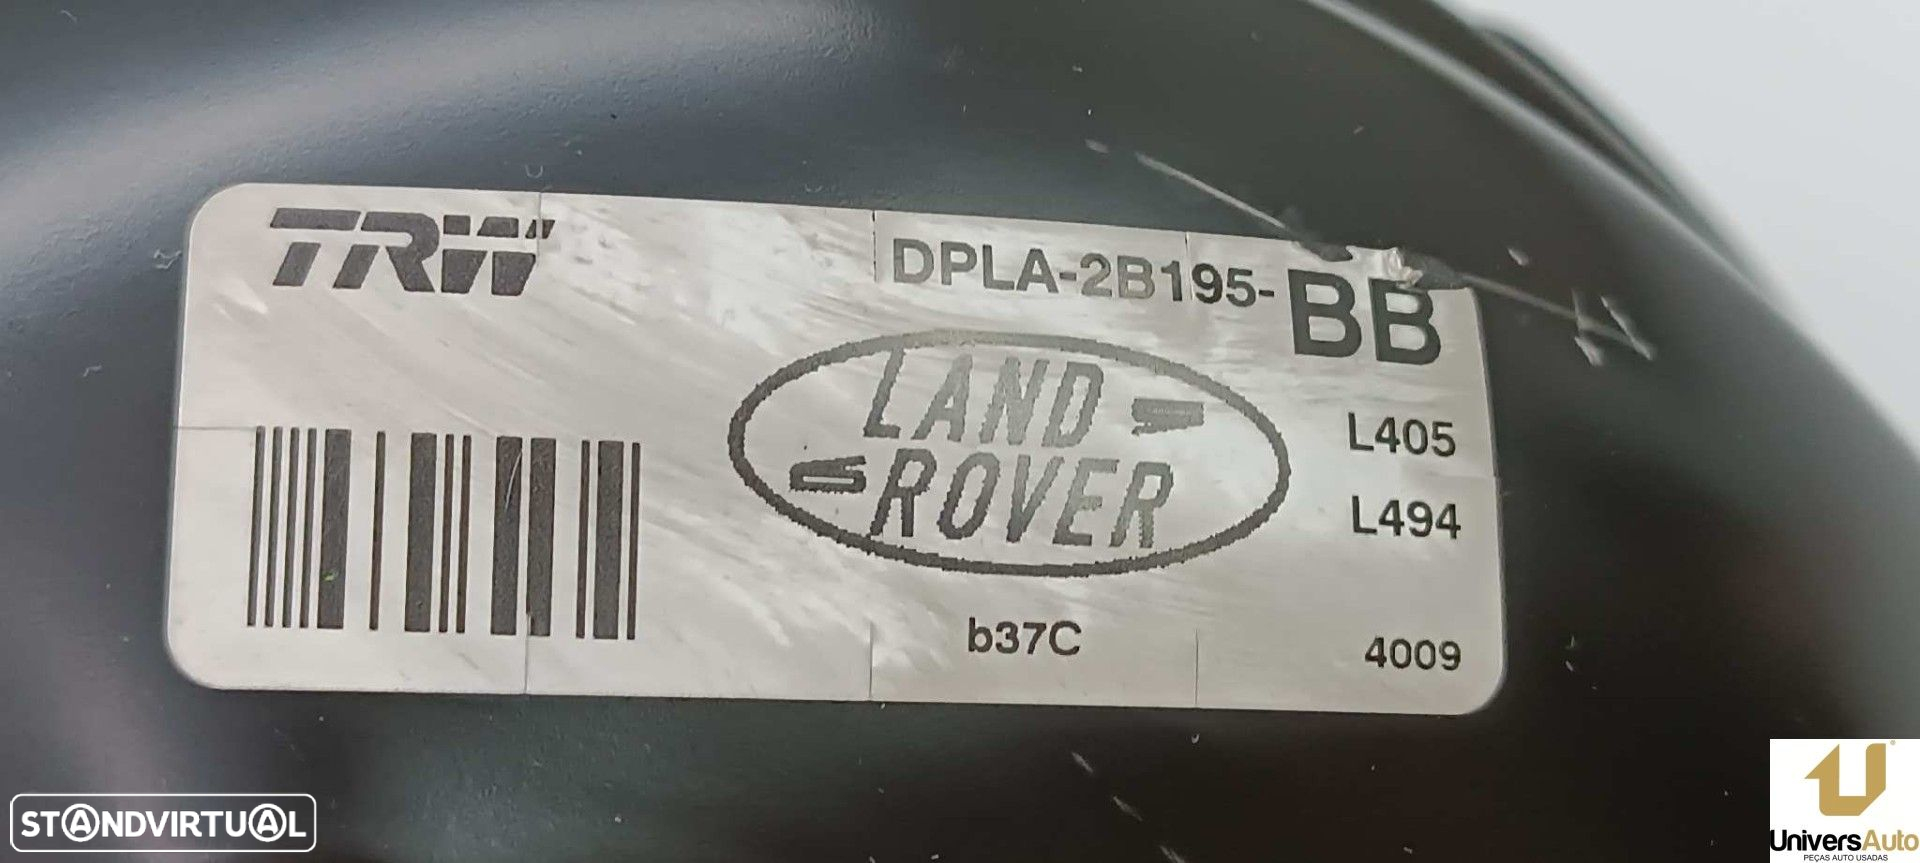 TRW
DPLA-2B195-BB
LAND
ROVER
L405
L494
b37C
4009
STANDVIRTUAL
UniversAuto
PEÇAS AUTO USADAS